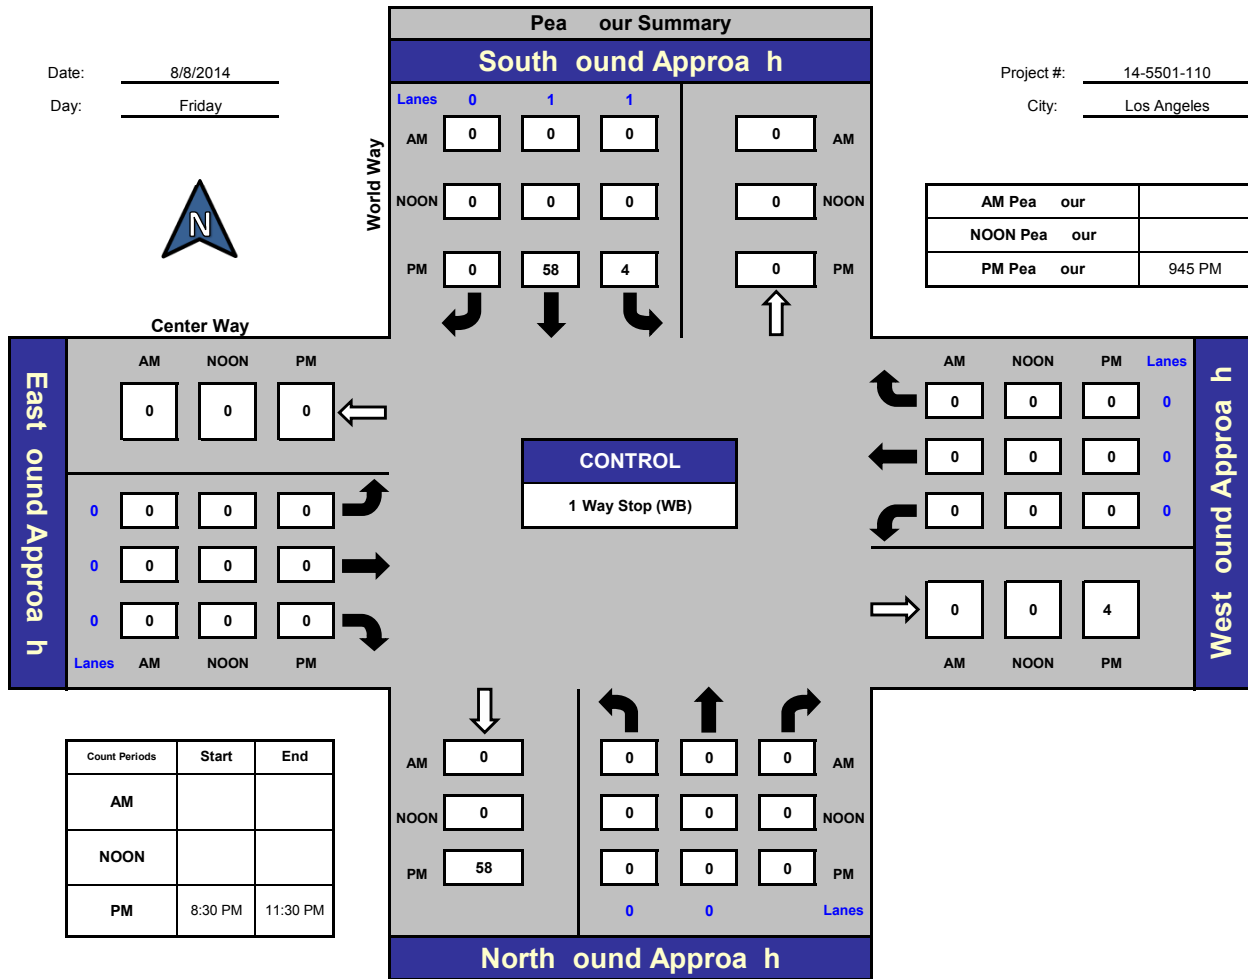 Pea our Summary
South ound Approa h
Date: 8/8/2014
Day: Friday
Project #: 14-5501-110
City: Los Angeles
N
World Way
Lanes 0 1 1
AM 0 0 0 0 AM
NOON 0 0 0 0 NOON
PM 0 58 4 0 PM
AM Pea our
NOON Pea our
PM Pea our 945 PM
Center Way
East ound Approa h
AM NOON PM
0 0 0
0 0 0 0
0 0 0 0
0 0 0 0
Lanes AM NOON PM
CONTROL
1 Way Stop (WB)
AM NOON PM Lanes
0 0 0 0
0 0 0 0
0 0 0 0
0 0 4
AM NOON PM
West ound Approa h
Count Periods Start End
AM
NOON
PM 8:30 PM 11:30 PM
AM 0 0 0 0 AM
NOON 0 0 0 0 NOON
PM 58 0 0 0 PM
0 0 Lanes
North ound Approa h